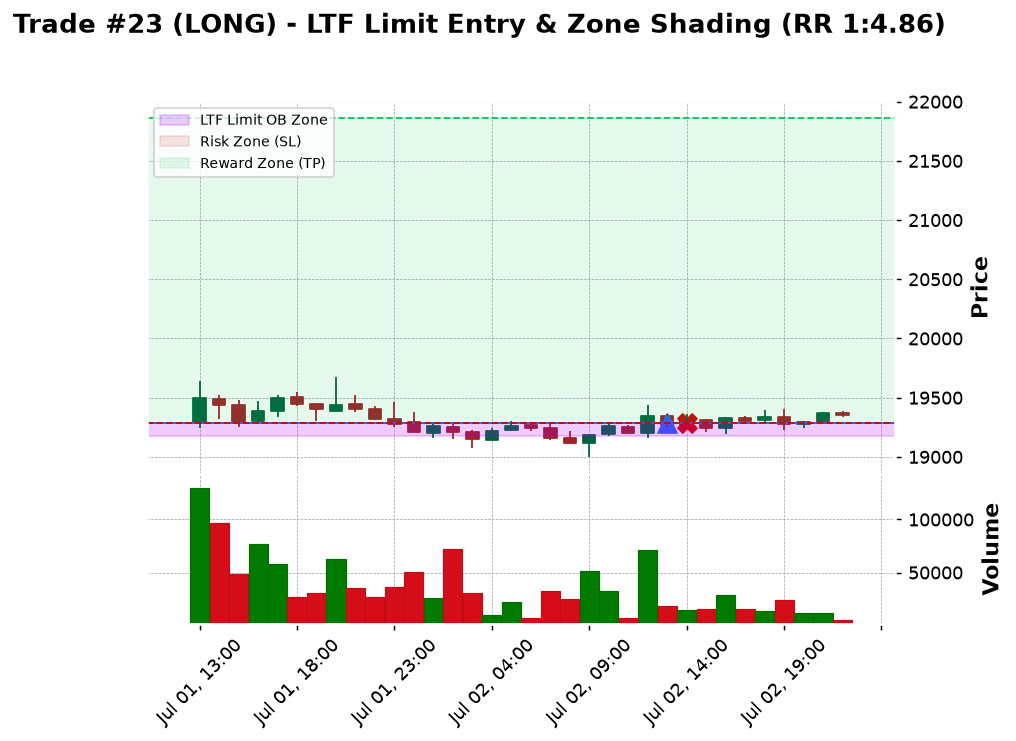 Trade #23 (LONG) - LTF Limit Entry & Zone Shading (RR 1:4.86)
LTF Limit OB Zone
Risk Zone (SL)
Reward Zone (TP)
22000
21500
21000
20500
20000
19500
19000
Price
100000
50000
Volume
Jul 01, 13:00
Jul 01, 18:00
Jul 01, 23:00
Jul 02, 04:00
Jul 02, 09:00
Jul 02, 14:00
Jul 02, 19:00